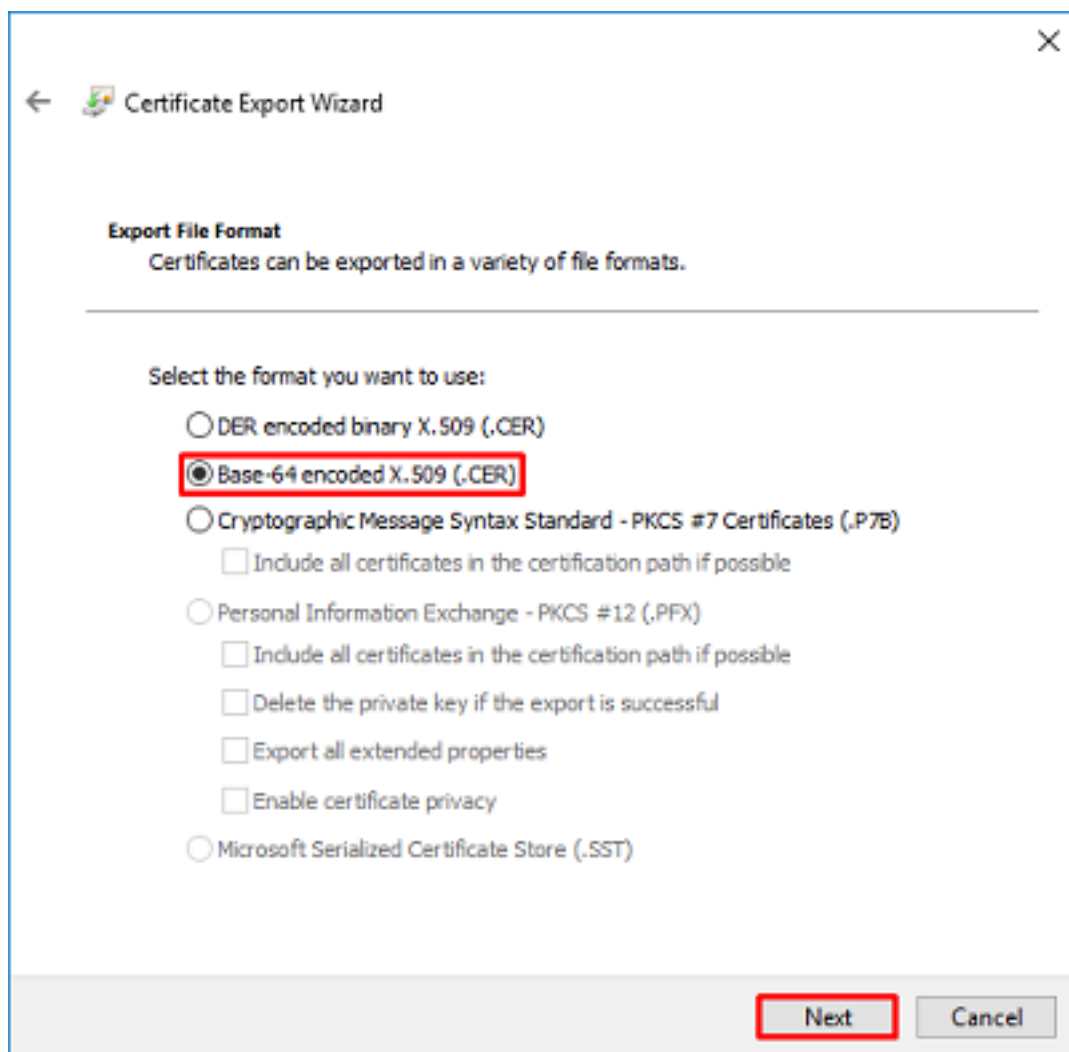 Certificate Export Wizard
Export File Format
Certificates can be exported in a variety of file formats.
Select the format you want to use:
DER encoded binary X.509 (.CER)
Base-64 encoded X.509 (.CER)
Cryptographic Message Syntax Standard - PKCS #7 Certificates (.P7B)
Include all certificates in the certification path if possible
Personal Information Exchange - PKCS #12 (.PFX)
Include all certificates in the certification path if possible
Delete the private key if the export is successful
Export all extended properties
Enable certificate privacy
Microsoft Serialized Certificate Store (.SST)
Next Cancel